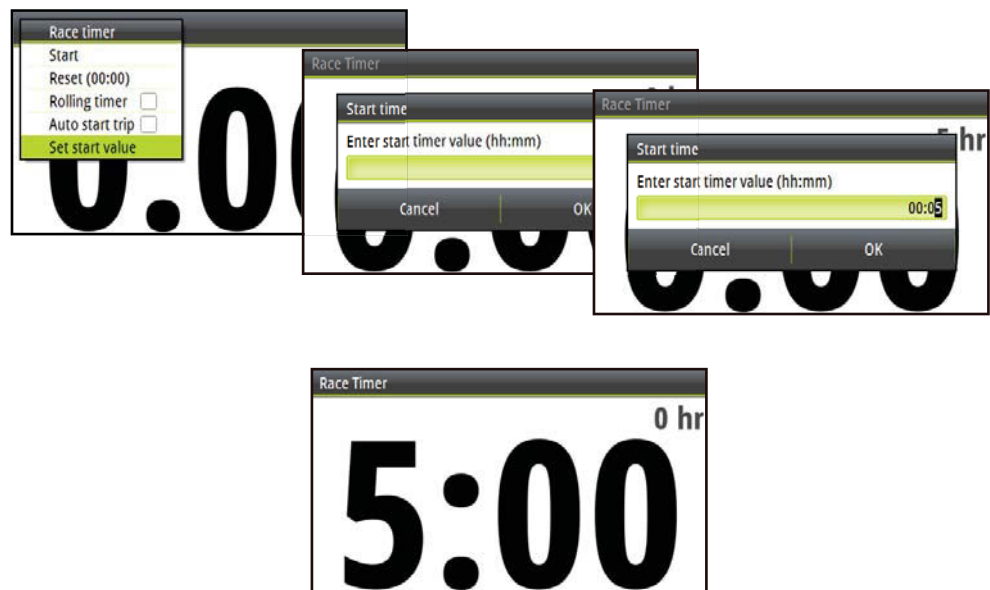 Race timer
Start
Reset (00:00)
Rolling timer
Auto start trip
Set start value
Race Timer
Start time
Enter start timer value (hh:mm)
Cancel
OK
Race Timer
hr
Start time
Enter start timer value (hh:mm)
00:05
Cancel
OK
Race Timer
0 hr
5:00